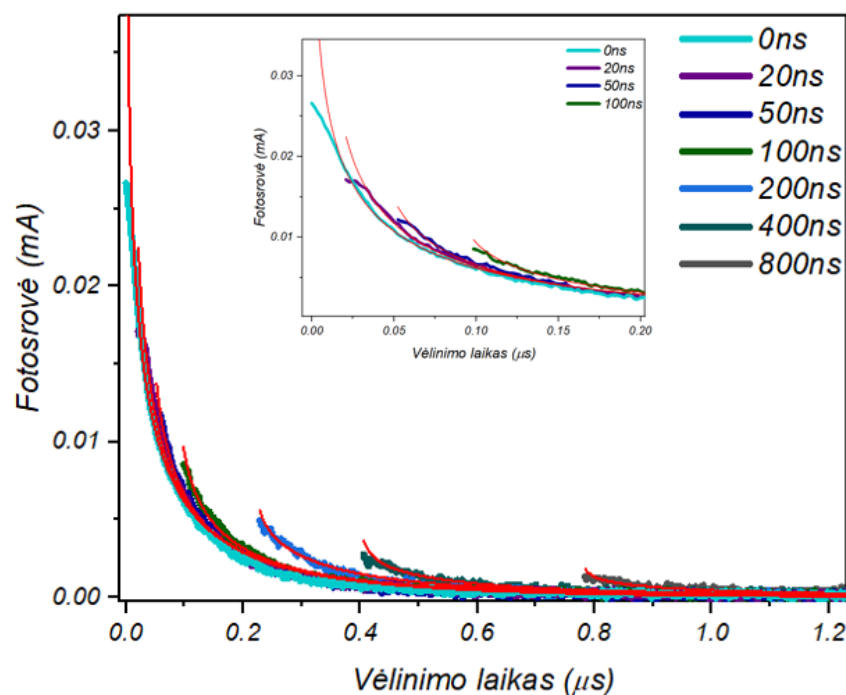 Fotosrovė (mA)
0.03
0.02
0.01
0.00
0.0 0.2 0.4 0.6 0.8 1.0 1.2
Vėlinimo laikas (μs)
0ns
20ns
50ns
100ns
200ns
400ns
800ns
Fotosrovė (mA)
0.03
0.02
0.01
0.00 0.05 0.10 0.15 0.20
Vėlinimo laikas (μs)
0ns
20ns
50ns
100ns